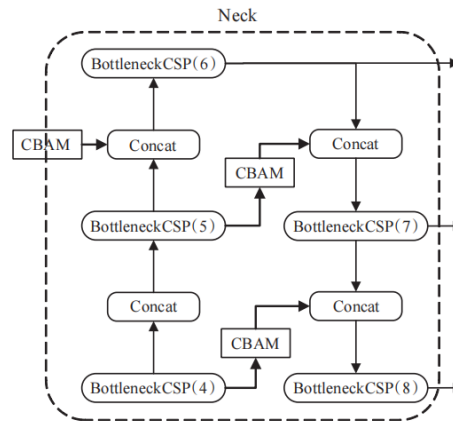 Neck
BottleneckCSP(6)
CBAM
Concat
Concat
CBAM
BottleneckCSP(5)
BottleneckCSP(7)
Concat
Concat
CBAM
BottleneckCSP(4)
BottleneckCSP(8)